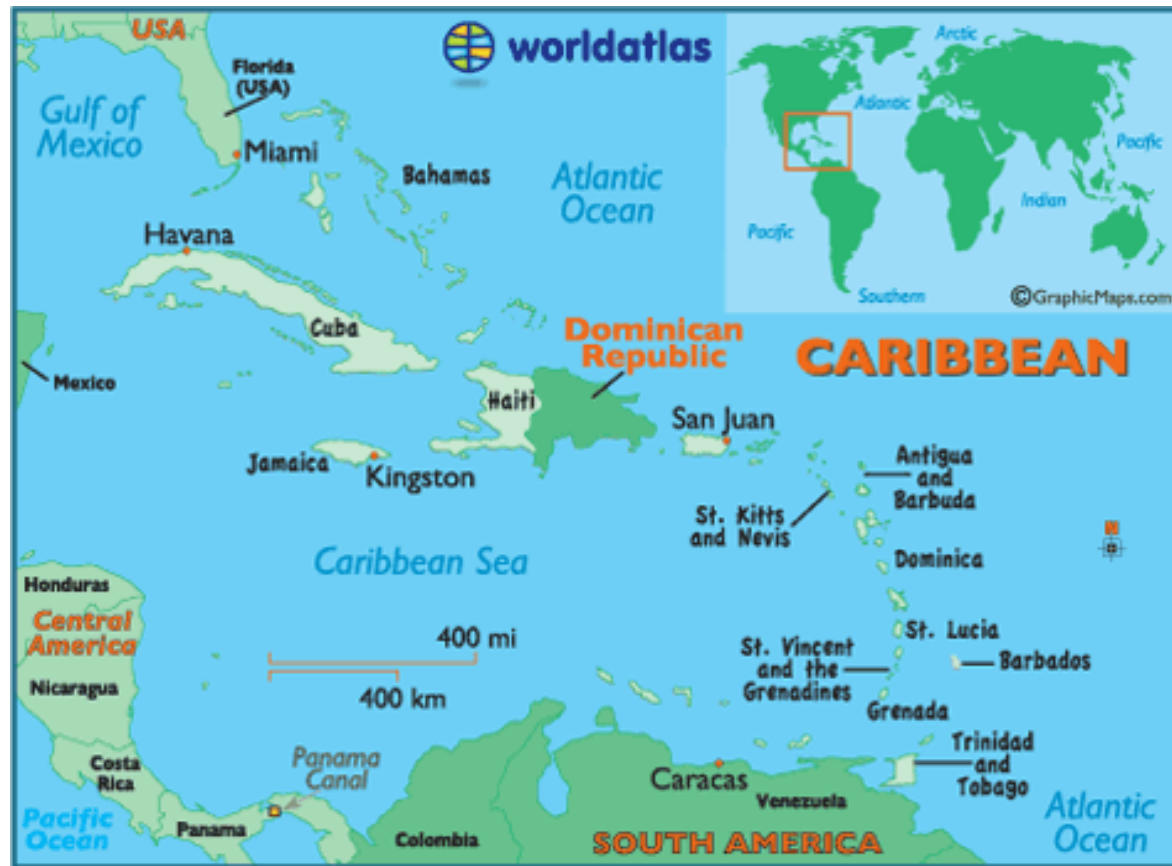 USA
worldatlas
Arctic
Florida
(USA)
Gulf of
Mexico
Atlantic
Pacific
Miami
Bahamas
Atlantic
Ocean
Indian
Havana
Pacific
Southern
©GraphicMaps.com
Cuba
Dominican
Republic
CARIBBEAN
Mexico
Haiti
San Juan
Jamaica
Kingston
Antigua
and
Barbuda
St. Kitts
and Nevis
N
Caribbean Sea
Dominica
Honduras
Central
America
400 mi
St. Lucia
St. Vincent
and the
Grenadines
Barbados
Nicaragua
400 km
Grenada
Trinidad
and
Tobago
Costa
Rica
Panama
Canal
Caracas
Venezuela
Atlantic
Ocean
Pacific
Ocean
Panama
Colombia
SOUTH AMERICA